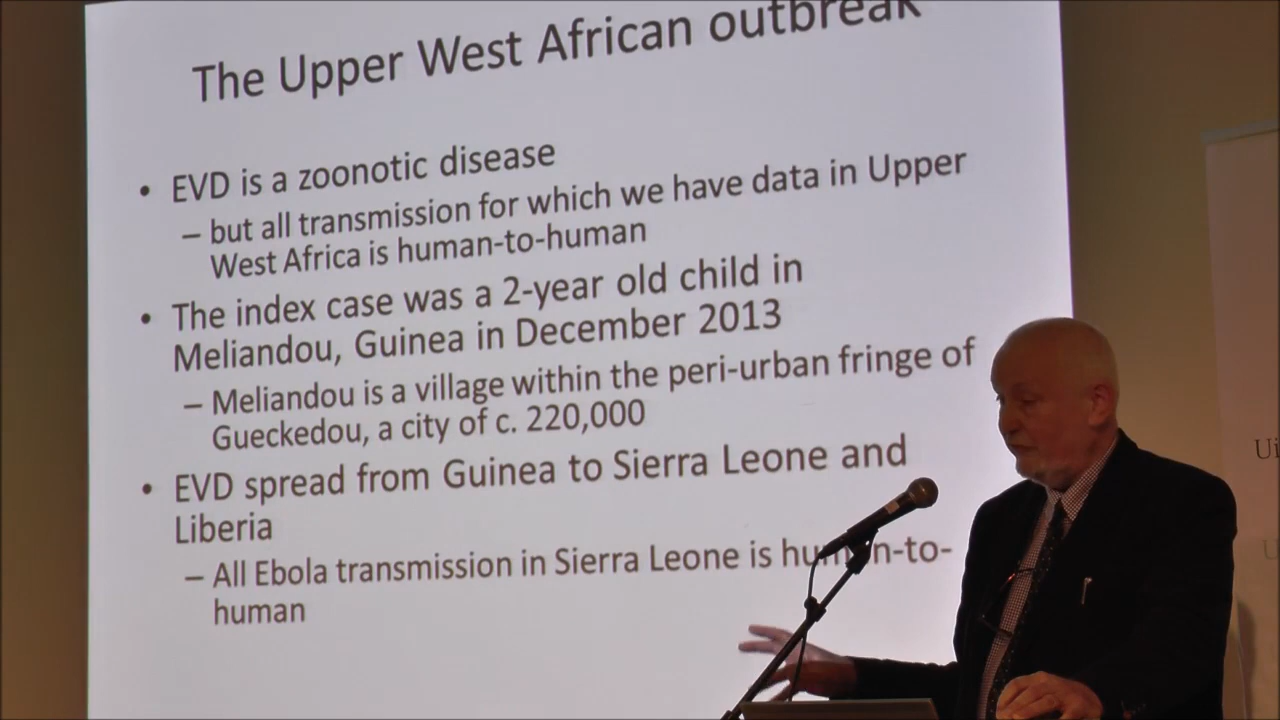 The Upper West African outbreak
• EVD is a zoonotic disease
– but all transmission for which we have data in Upper
West Africa is human-to-human
• The index case was a 2-year old child in
Meliandou, Guinea in December 2013
– Meliandou is a village within the peri-urban fringe of
Gueckedou, a city of c. 220,000
• EVD spread from Guinea to Sierra Leone and
Liberia
– All Ebola transmission in Sierra Leone is human-to-
human
Ui
U